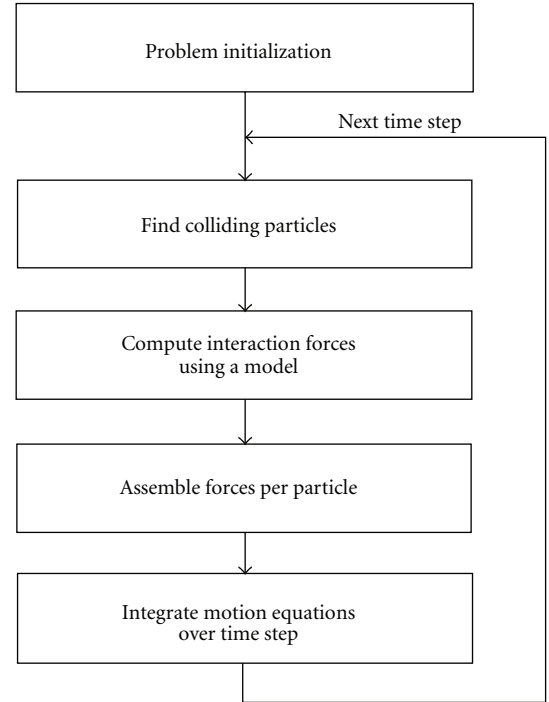 Problem initialization
Next time step
Find colliding particles
Compute interaction forces
using a model
Assemble forces per particle
Integrate motion equations
over time step